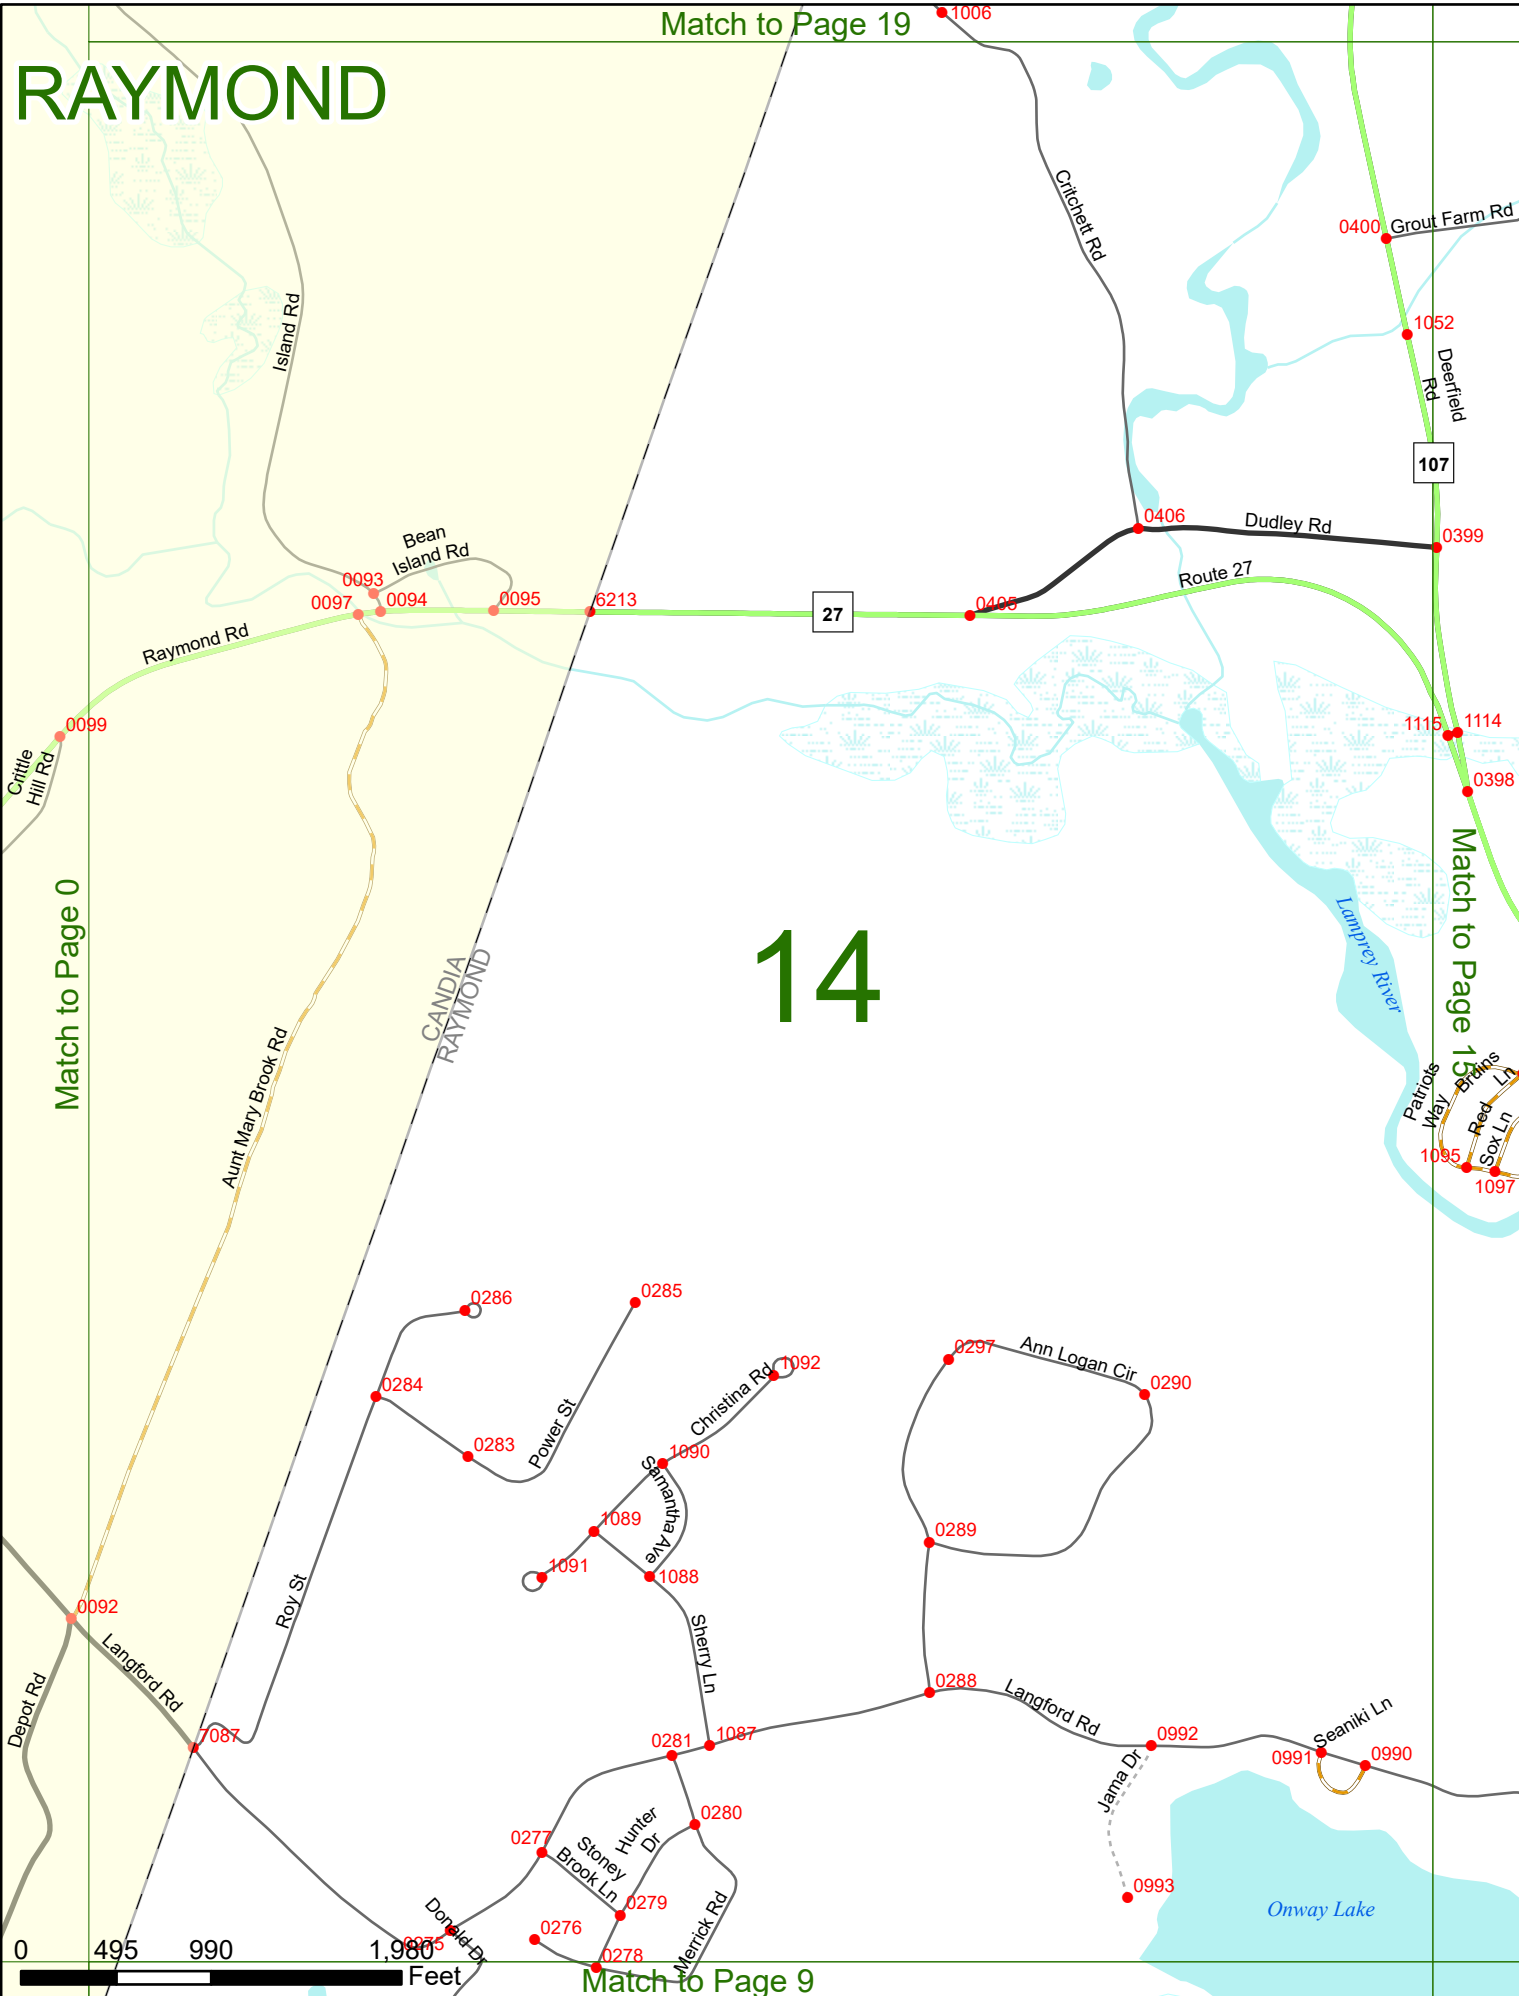 Match to Page 19
1006
RAYMOND
Critchett Rd
0400
Grout Farm Rd
Island Rd
1052
Deerfield
Rd
107
0406
Dudley Rd
0399
Bean
Island Rd
0093
0097
0094
0095
6213
27
0405
Route 27
Raymond Rd
0099
Crittle
Hill Rd
1115
1114
0398
Match to Page 0
Match to Page 15
Lamprey River
14
CANDIA
RAYMOND
Aunt Mary Brook Rd
Patriots
Way
Bruins
Ln
Red
Sox Ln
1095
1097
0286
0285
0297
Ann Logan Cir
0290
1092
Christina Rd
0284
0283
Power St
1090
Samantha Ave
1089
0289
1091
1088
0092
Roy St
Sherry Ln
Langford Rd
Depot Rd
7087
0288
Langford Rd
0281
1087
0992
Seaniki Ln
0991
0990
Jama Dr
0280
Hunter
Dr
0277
Stoney
Brook Ln
0279
0993
Onway Lake
Merrick Rd
0276
0278
Donald Dr
0275
0
495
990
1,980
Feet
Match to Page 9